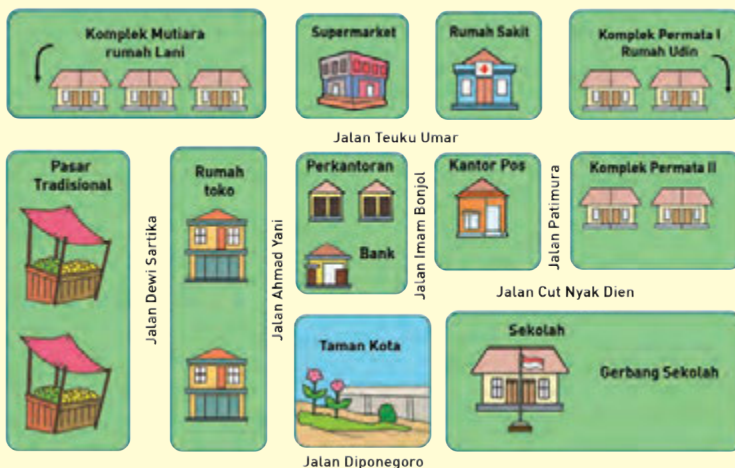 Komplek Mutiara
rumah Lani
Supermarket
Rumah Sakit
Komplek Permata I
Rumah Udin
Jalan Teuku Umar
Pasar
Tradisional
Jalan Dewi Sartika
Rumah
toko
Jalan Ahmad Yani
Perkantoran
Bank
Jalan Imam Bonjol
Kantor Pos
Jalan Patimura
Komplek Permata II
Jalan Cut Nyak Dien
Taman Kota
Sekolah
Gerbang Sekolah
Jalan Diponegoro